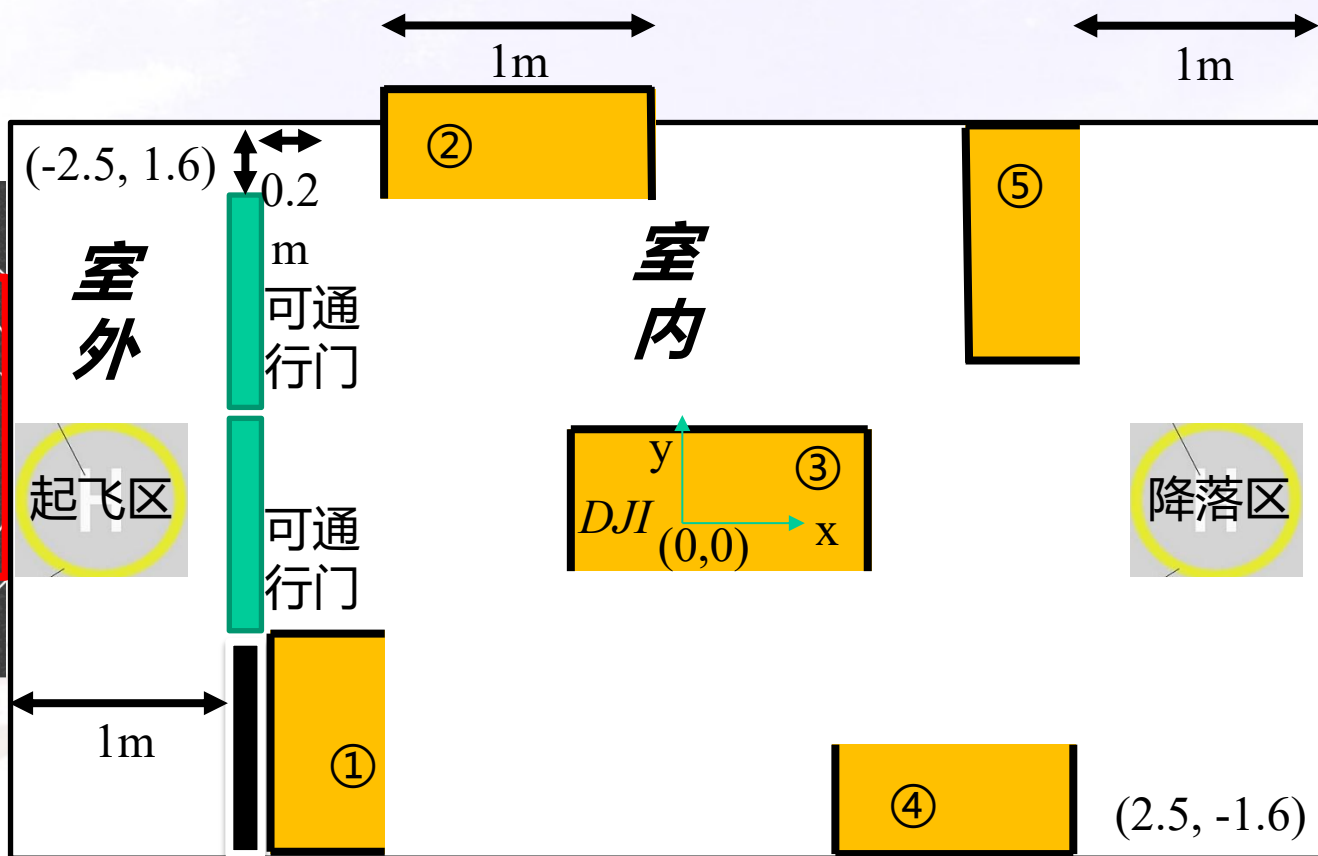 1m
1m
②
(-2.5, 1.6)
0.2
m
⑤
室
外
可通
行门
室
内
起飞区
y
③
DJI
(0,0)
x
降落区
可通
行门
1m
①
④
(2.5, -1.6)